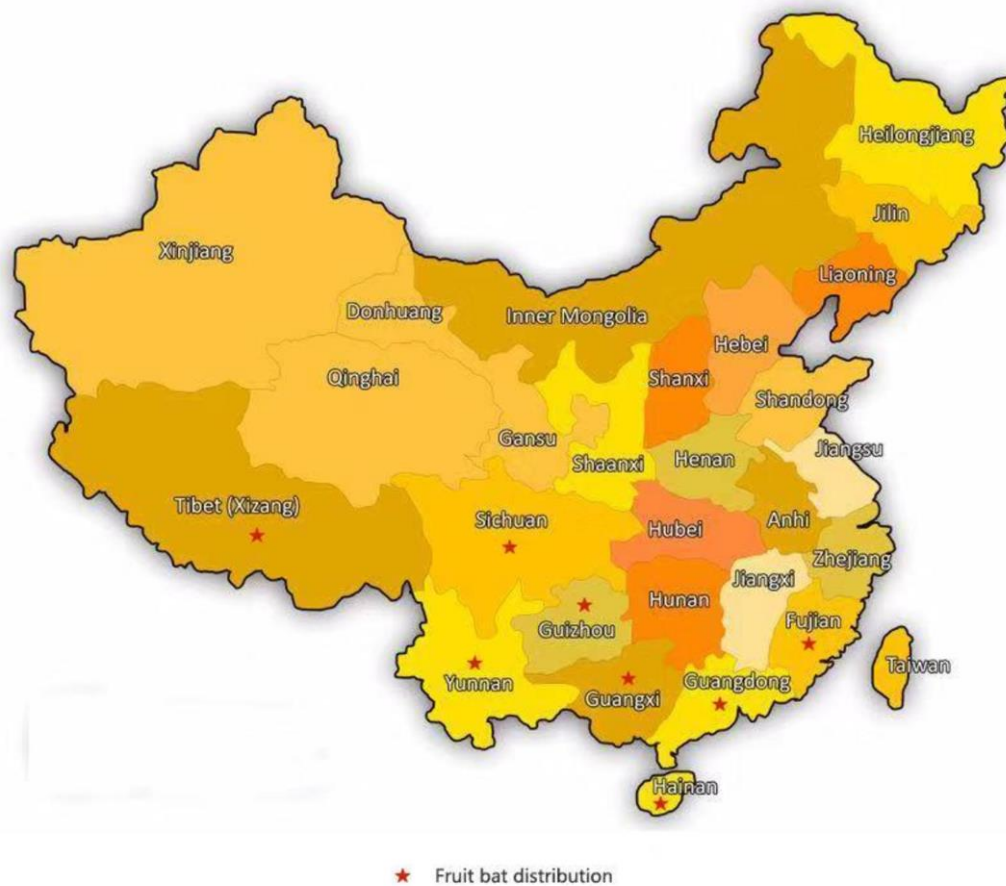 Heilongjiang
Jilin
Xinjiang
Liaoning
Donhuang
Inner Mongolia
Hebei
Qinghai
Shanxi
Shandong
Gansu
Jiangsu
Shaanxi
Henan
Tibet (Xizang)
Sichuan
Anhi
Hubei
Zhejiang
Jiangxi
Hunan
Guizhou
Fujian
Taiwan
Yunnan
Guangxi
Guangdong
Hainan
Fruit bat distribution